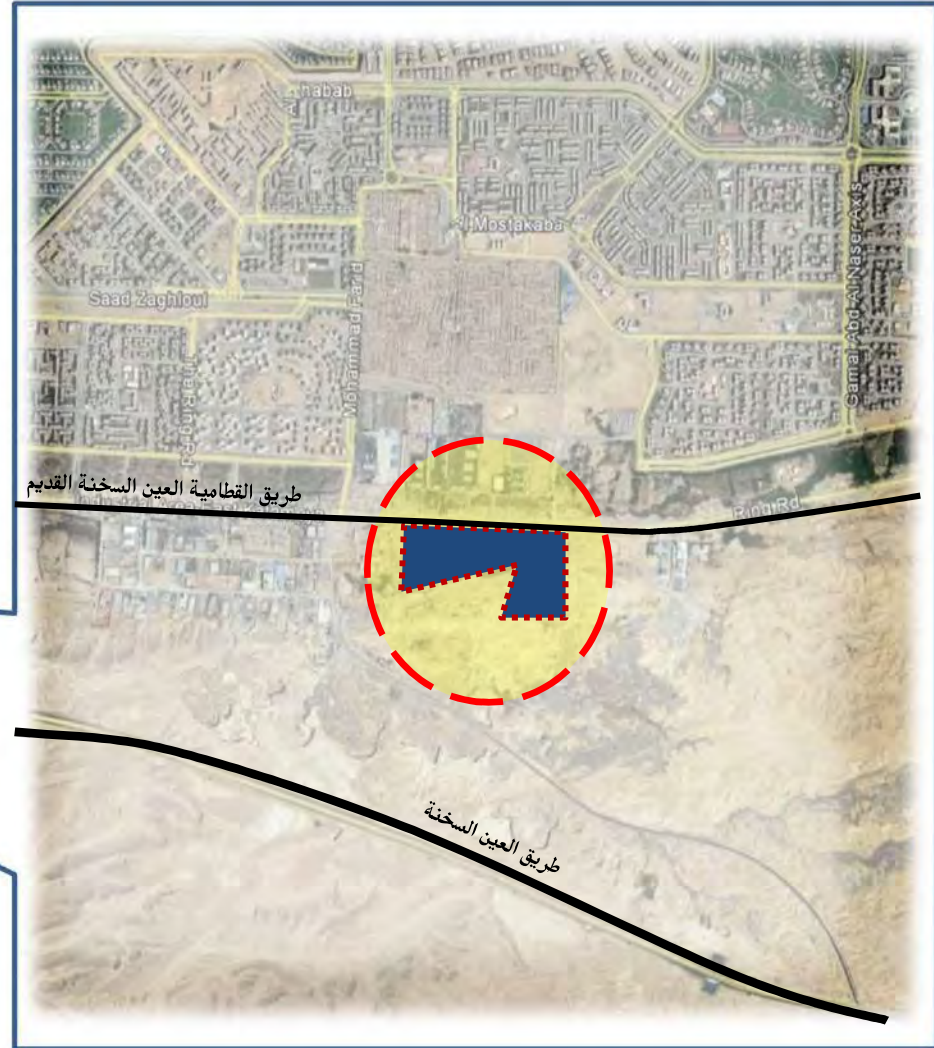 Saad Zaghloul
Mohammad Farid
Gamal Abd Al Naser Axis
طريق القطامية العين السخنة القديم
Ring Rd
طريق العين السخنة